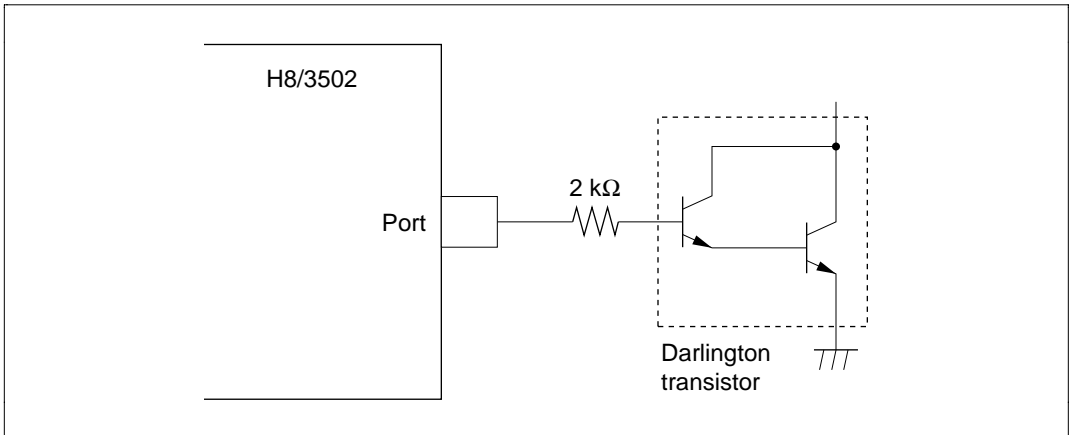 H8/3502
2 kΩ
Port
Darlington
transistor